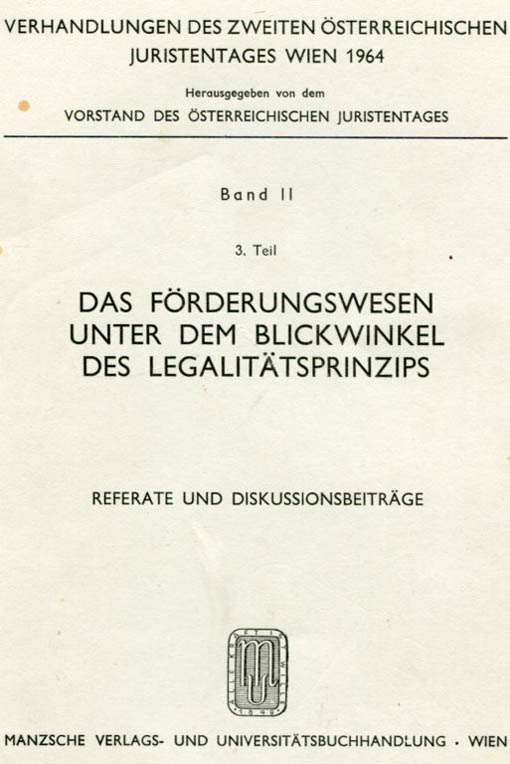 VERHANDLUNGEN DES ZWEITEN ÖSTERREICHISCHEN
JURISTENTAGES WIEN 1964
Herausgegeben von dem
VORSTAND DES ÖSTERREICHISCHEN JURISTENTAGES
Band II
3. Teil
DAS FÖRDERUNGSWESEN
UNTER DEM BLICKWINKEL
DES LEGALITÄTSPRINZIPS
REFERATE UND DISKUSSIONSBEITRÄGE
MANZSCHE VERLAGS- UND UNIVERSITÄTSBUCHHANDLUNG · WIEN